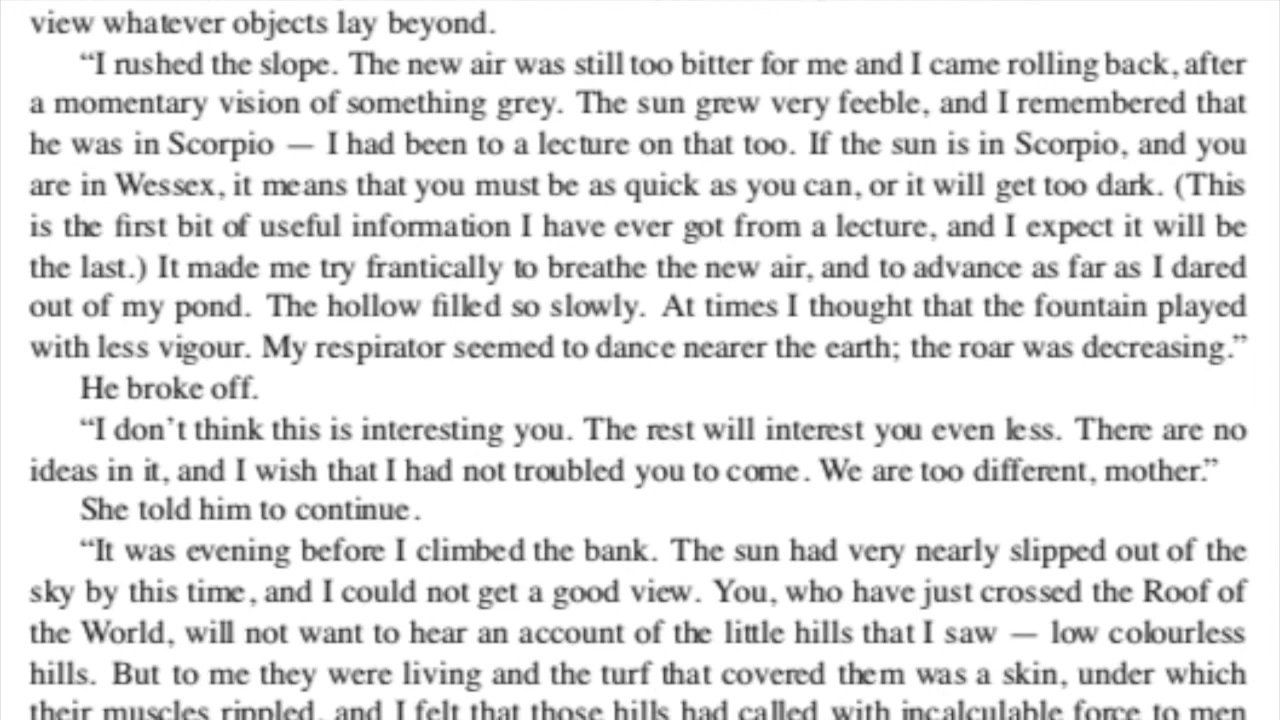 view whatever objects lay beyond.
“I rushed the slope. The new air was still too bitter for me and I came rolling back, after
a momentary vision of something grey. The sun grew very feeble, and I remembered that
he was in Scorpio — I had been to a lecture on that too. If the sun is in Scorpio, and you
are in Wessex, it means that you must be as quick as you can, or it will get too dark. (This
is the first bit of useful information I have ever got from a lecture, and I expect it will be
the last.) It made me try frantically to breathe the new air, and to advance as far as I dared
out of my pond. The hollow filled so slowly. At times I thought that the fountain played
with less vigour. My respirator seemed to dance nearer the earth; the roar was decreasing.”
He broke off.
“I don’t think this is interesting you. The rest will interest you even less. There are no
ideas in it, and I wish that I had not troubled you to come. We are too different, mother.”
She told him to continue.
“It was evening before I climbed the bank. The sun had very nearly slipped out of the
sky by this time, and I could not get a good view. You, who have just crossed the Roof of
the World, will not want to hear an account of the little hills that I saw — low colourless
hills. But to me they were living and the turf that covered them was a skin, under which
their muscles rippled, and I felt that those hills had called with incalculable force to men